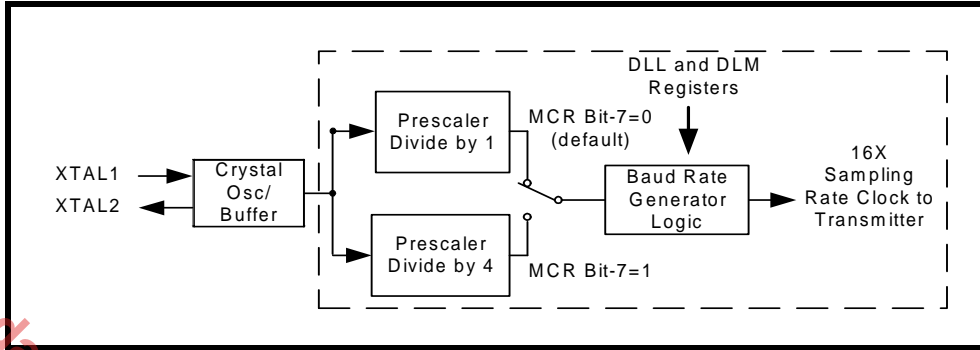 DLL and DLM
Registers
Prescaler
Divide by 1
MCR Bit-7=0
(default)
16X
Sampling
Rate Clock to
Transmitter
XTAL1
XTAL2
Crystal
Osc/
Buffer
Baud Rate
Generator
Logic
Prescaler
Divide by 4
MCR Bit-7=1